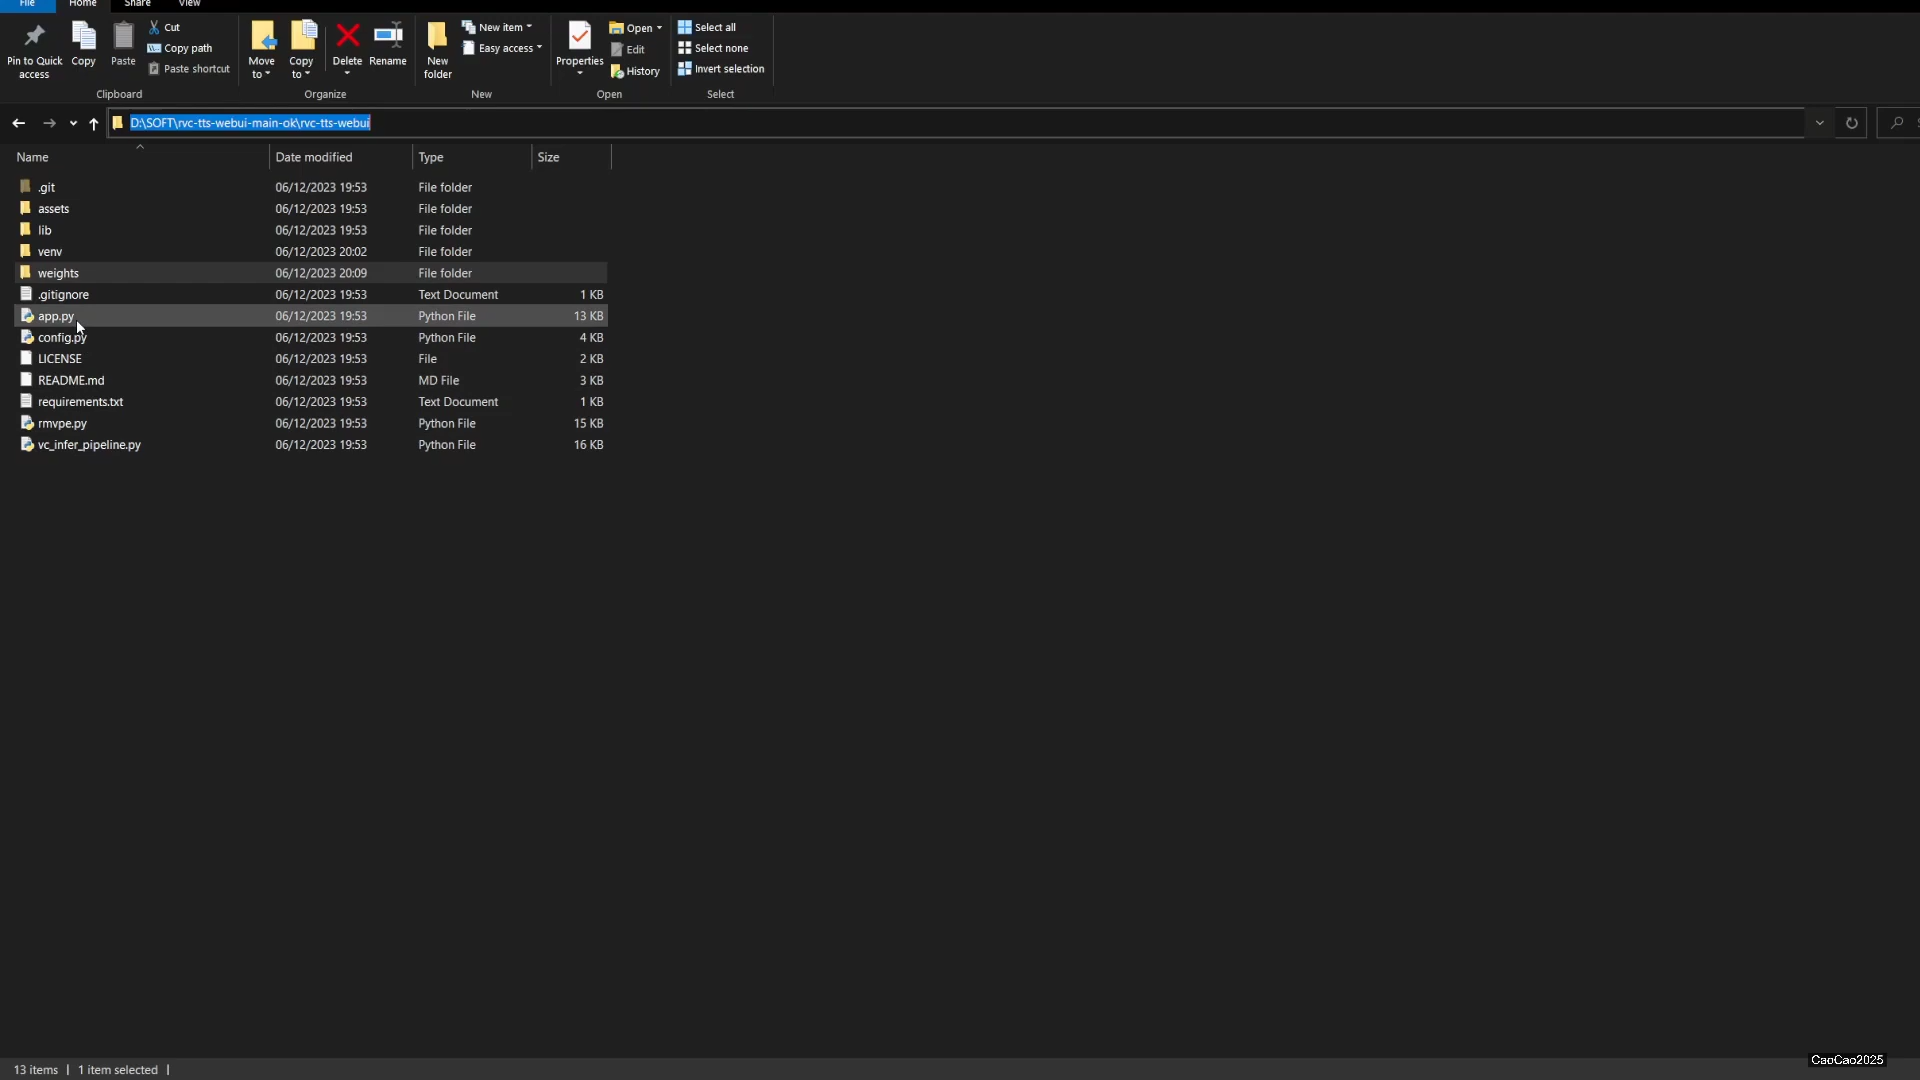 File Home Share View
Pin to Quick access
Copy
Paste
Cut
Copy path
Paste shortcut
Clipboard
Move to
Copy to
Delete
Rename
Organize
New folder
New item
Easy access
New
Properties
Open
Edit
History
Open
Select all
Select none
Invert selection
Select
D:\SOFT\rvc-tts-webui-main-ok\rvc-tts-webui
Name Date modified Type Size
.git 06/12/2023 19:53 File folder
assets 06/12/2023 19:53 File folder
lib 06/12/2023 19:53 File folder
venv 06/12/2023 20:02 File folder
weights 06/12/2023 20:09 File folder
.gitignore 06/12/2023 19:53 Text Document 1 KB
app.py 06/12/2023 19:53 Python File 13 KB
config.py 06/12/2023 19:53 Python File 4 KB
LICENSE 06/12/2023 19:53 File 2 KB
README.md 06/12/2023 19:53 MD File 3 KB
requirements.txt 06/12/2023 19:53 Text Document 1 KB
rmvpe.py 06/12/2023 19:53 Python File 15 KB
vc_infer_pipeline.py 06/12/2023 19:53 Python File 16 KB
13 items | 1 item selected |
CaoCao2025